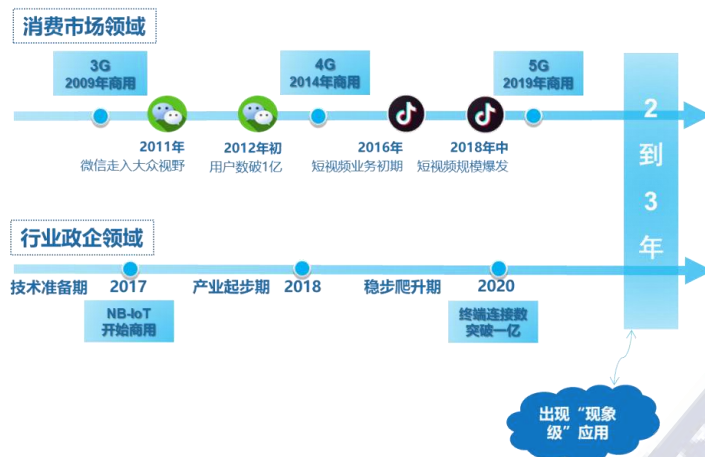 消费市场领域
3G
2009年商用
4G
2014年商用
5G
2019年商用
2011年
微信走入大众视野
2012年初
用户数破1亿
2016年
短视频业务初期
2018年中
短视频规模爆发
2
到
3
年
行业政企领域
技术准备期 2017 产业起步期 2018 稳步爬升期 2020
NB-IoT
开始商用
终端连接数
突破一亿
出现“现象
级”应用